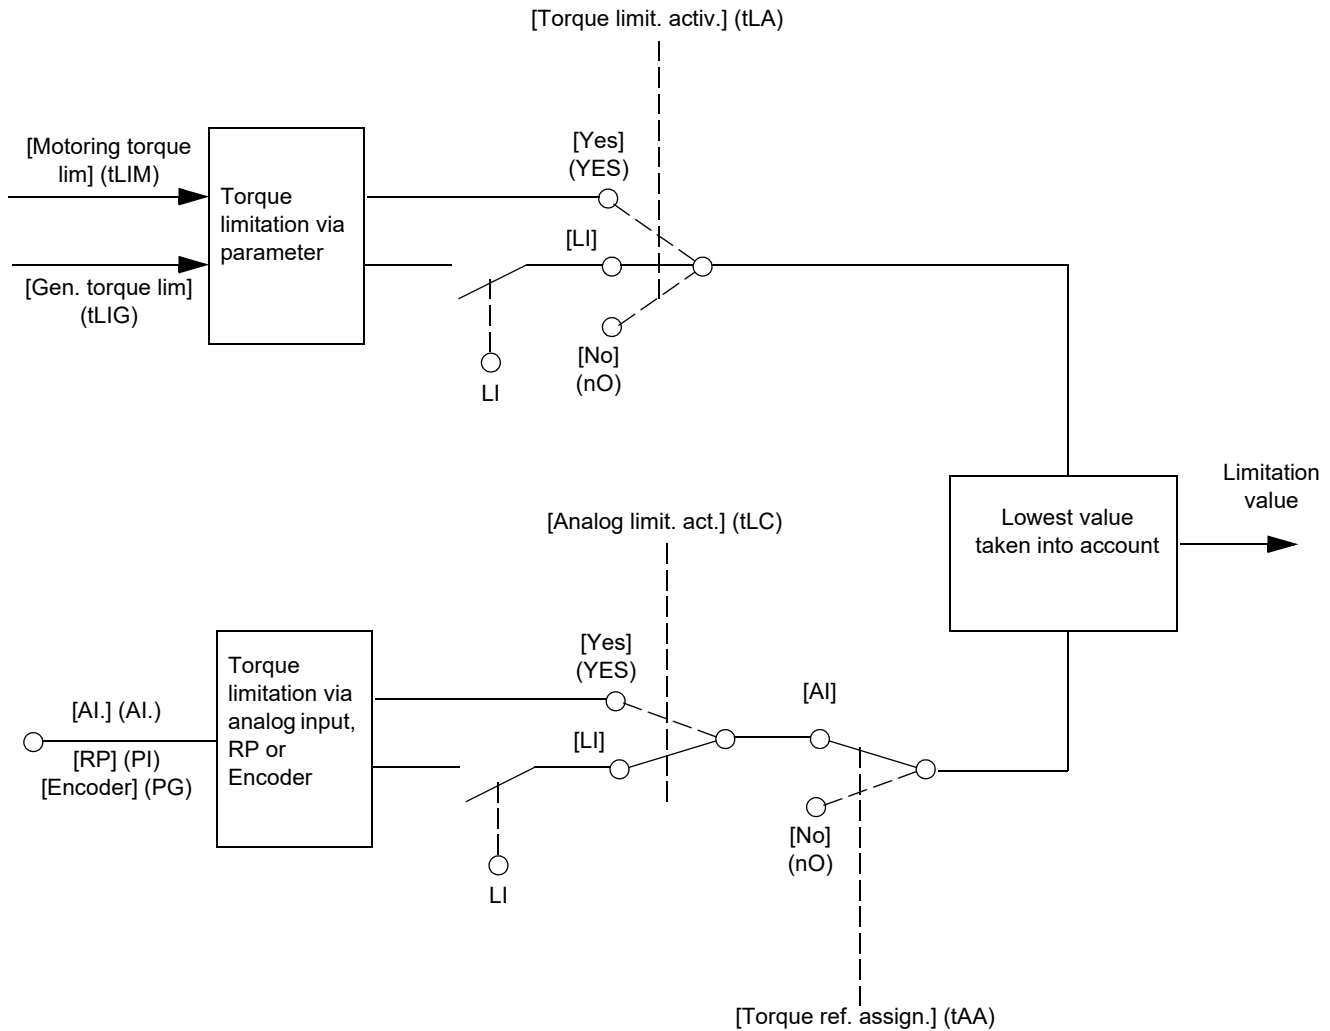 [Torque limit. activ.] (tLA)
[Motoring torque
lim] (tLIM)
[Gen. torque lim]
(tLIG)
Torque
limitation via
parameter
[Yes]
(YES)
[LI]
[No]
(nO)
LI
Limitation
value
Lowest value
taken into account
[Analog limit. act.] (tLC)
[AI.] (AI.)
[RP] (PI)
[Encoder] (PG)
Torque
limitation via
analog input,
RP or
Encoder
[Yes]
(YES)
[LI]
LI
[AI]
[No]
(nO)
[Torque ref. assign.] (tAA)